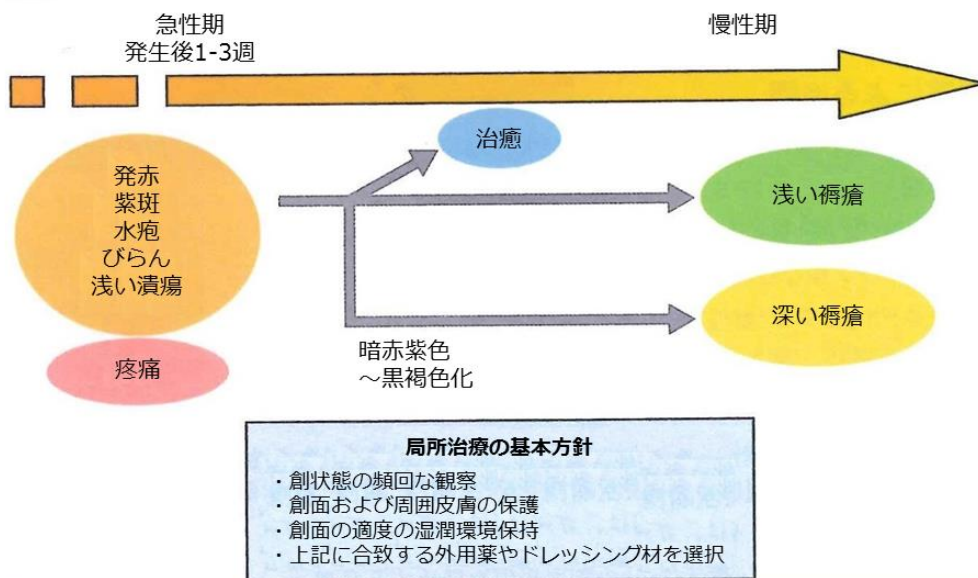 急性期
発生後1-3週
慢性期
治癒
発赤
紫斑
水疱
びらん
浅い潰瘍
浅い褥瘡
深い褥瘡
疼痛
暗赤紫色
～黒褐色化
局所治療の基本方針
・創状態の頻回な観察
・創面および周囲皮膚の保護
・創面の適度の湿潤環境保持
・上記に合致する外用薬やドレッシング材を選択